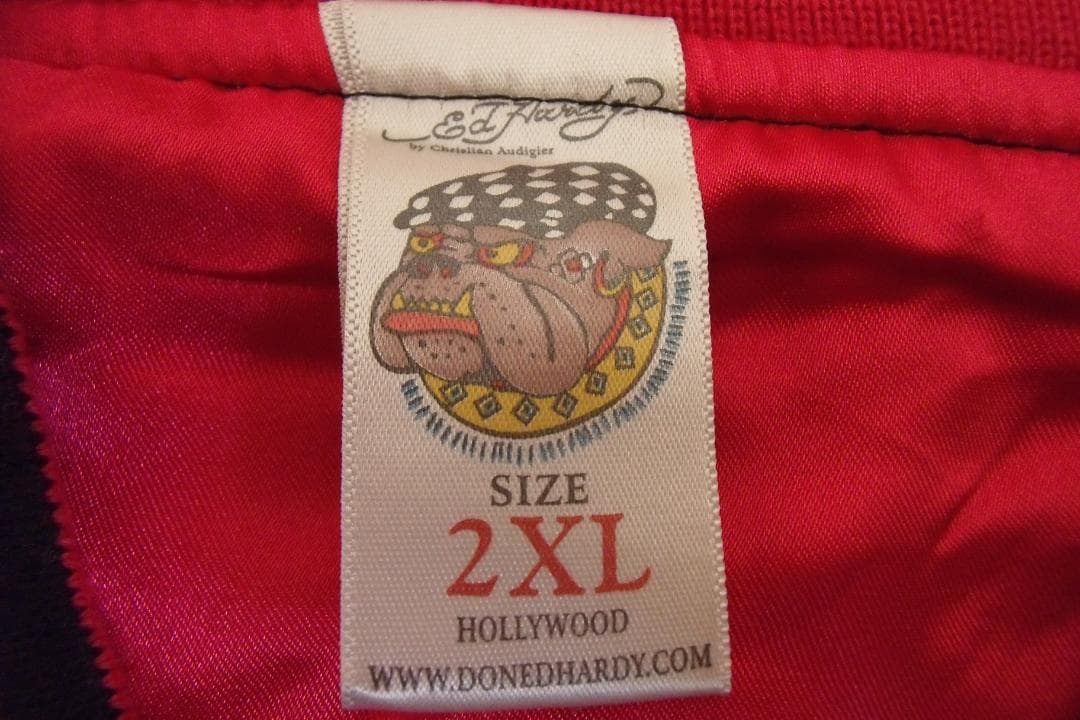 Ed Hardy
by Christian Audigier
SIZE
2XL
HOLLYWOOD
WWW.DONEDHARDY.COM